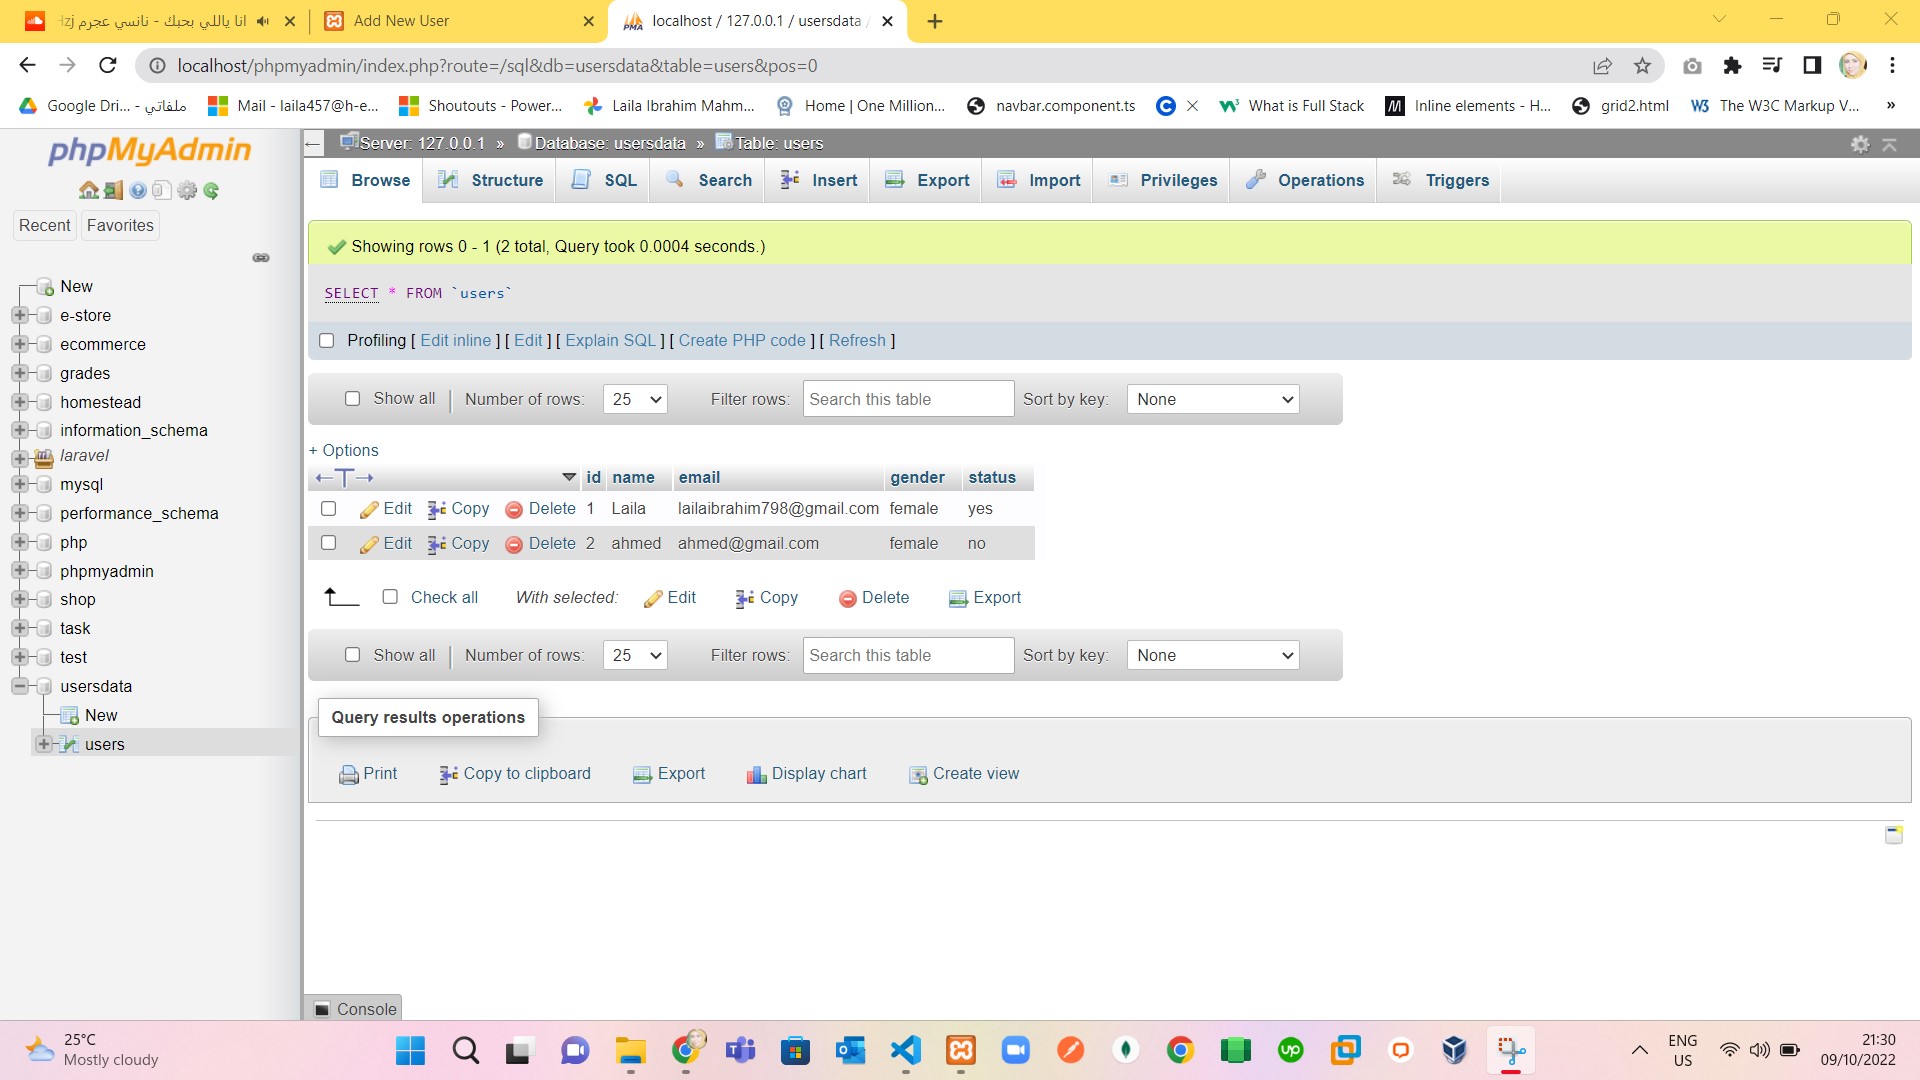 انا ياللي بحبك - نانسي عجرم
Add New User
localhost / 127.0.0.1 / usersdata /
localhost/phpmyadmin/index.php?route=/sql&db=usersdata&table=users&pos=0
Google Dri... - ملفاتي
Mail - laila457@h-e...
Shoutouts - Power...
Laila Ibrahim Mahm...
Home | One Million...
navbar.component.ts
What is Full Stack
Inline elements - H...
grid2.html
The W3C Markup V...
»
phpMyAdmin
Recent
Favorites
New
e-store
ecommerce
grades
homestead
information_schema
laravel
mysql
performance_schema
php
phpmyadmin
shop
task
test
usersdata
New
users
Server: 127.0.0.1 » Database: usersdata » Table: users
Browse Structure SQL Search Insert Export Import Privileges Operations Triggers
Showing rows 0 - 1 (2 total, Query took 0.0004 seconds.)
SELECT * FROM `users`
Profiling [ Edit inline ] [ Edit ] [ Explain SQL ] [ Create PHP code ] [ Refresh ]
Show all | Number of rows: 25 Filter rows: Search this table Sort by key: None
+ Options
id name email gender status
Edit Copy Delete 1 Laila lailaibrahim798@gmail.com female yes
Edit Copy Delete 2 ahmed ahmed@gmail.com female no
Check all With selected: Edit Copy Delete Export
Show all | Number of rows: 25 Filter rows: Search this table Sort by key: None
Query results operations
Print Copy to clipboard Export Display chart Create view
Console
25°C
Mostly cloudy
ENG
US
21:30
09/10/2022